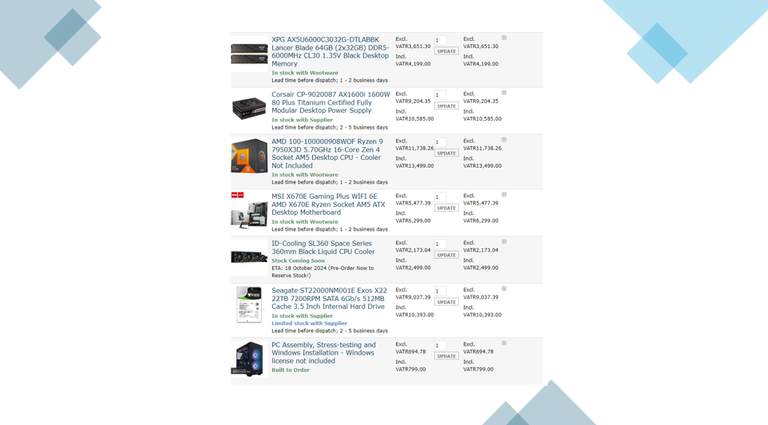 XPG AX5U6000C3032G-DTLABBK
Lancer Blade 64GB (2x32GB) DDR5-
6000MHz CL30 1.35V Black Desktop
Memory
In stock with Wootware
Lead time before dispatch; 1 - 2 business days
Excl.
VATR3,651.30
Incl.
VATR4,199.00
1
UPDATE
Excl.
VATR3,651.30
Incl.
VATR4,199.00
Corsair CP-9020087 AX1600i 1600W
80 Plus Titanium Certified Fully
Modular Desktop Power Supply
In stock with Supplier
Lead time before dispatch; 2 - 5 business days
Excl.
VATR9,204.35
Incl.
VATR10,585.00
1
UPDATE
Excl.
VATR9,204.35
Incl.
VATR10,585.00
AMD 100-100000908WOF Ryzen 9
7950X3D 5.70GHz 16-Core Zen 4
Socket AM5 Desktop CPU - Cooler
Not Included
In stock with Wootware
Lead time before dispatch; 1 - 2 business days
Excl.
VATR11,738.26
Incl.
VATR13,499.00
1
UPDATE
Excl.
VATR11,738.26
Incl.
VATR13,499.00
MSI X670E Gaming Plus WIFI 6E
AMD X670E Ryzen Socket AM5 ATX
Desktop Motherboard
In stock with Wootware
Lead time before dispatch; 1 - 2 business days
Excl.
VATR5,477.39
Incl.
VATR6,299.00
1
UPDATE
Excl.
VATR5,477.39
Incl.
VATR6,299.00
ID-Cooling SL360 Space Series
360mm Black Liquid CPU Cooler
Stock Coming Soon
ETA: 18 October 2024 (Pre-Order Now to
Reserve Stock!)
Excl.
VATR2,173.04
Incl.
VATR2,499.00
1
UPDATE
Excl.
VATR2,173.04
Incl.
VATR2,499.00
Seagate ST22000NM001E Exos X22
22TB 7200RPM SATA 6Gb/s 512MB
Cache 3.5 Inch Internal Hard Drive
In stock with Supplier
Limited stock with Supplier
Lead time before dispatch; 2 - 5 business days
Excl.
VATR9,037.39
Incl.
VATR10,393.00
1
UPDATE
Excl.
VATR9,037.39
Incl.
VATR10,393.00
PC Assembly, Stress-testing and
Windows Installation - Windows
license not included
Built to Order
Excl.
VATR694.78
Incl.
VATR799.00
1
UPDATE
Excl.
VATR694.78
Incl.
VATR799.00